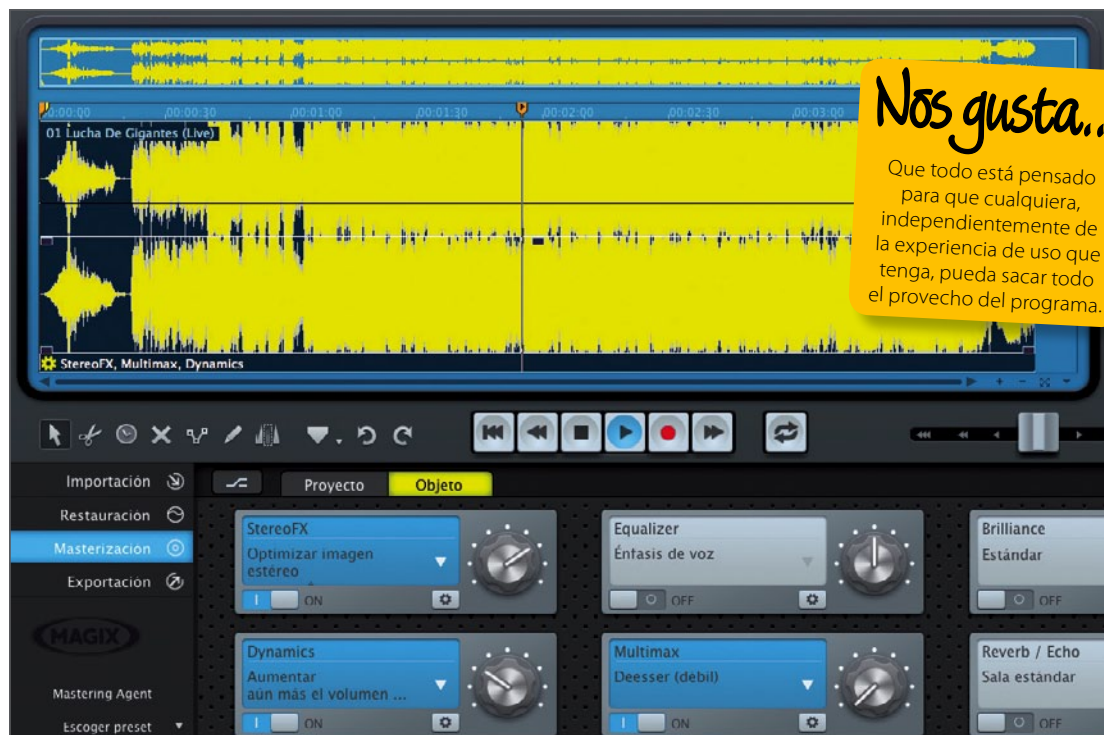 00:00:00 00:00:30 00:01:00 00:01:30 00:02:00 00:02:30 00:03:00
01 Lucha De Gigantes (Live)
StereoFX, Multimax, Dynamics
Nos gusta..
Que todo está pensado
para que cualquiera,
independientemente de
la experiencia de uso que
tenga, pueda sacar todo
el provecho del programa.
Importación
Restauración
Masterización
Exportación
MAGIX
Mastering Agent
Escoger preset
Proyecto Objeto
StereoFX
Optimizar imagen
estéreo
ON
Equalizer
Énfasis de voz
OFF
Brilliance
Estándar
OFF
Dynamics
Aumentar
aún más el volumen ...
ON
Multimax
Deesser (débil)
ON
Reverb / Echo
Sala estándar
OFF